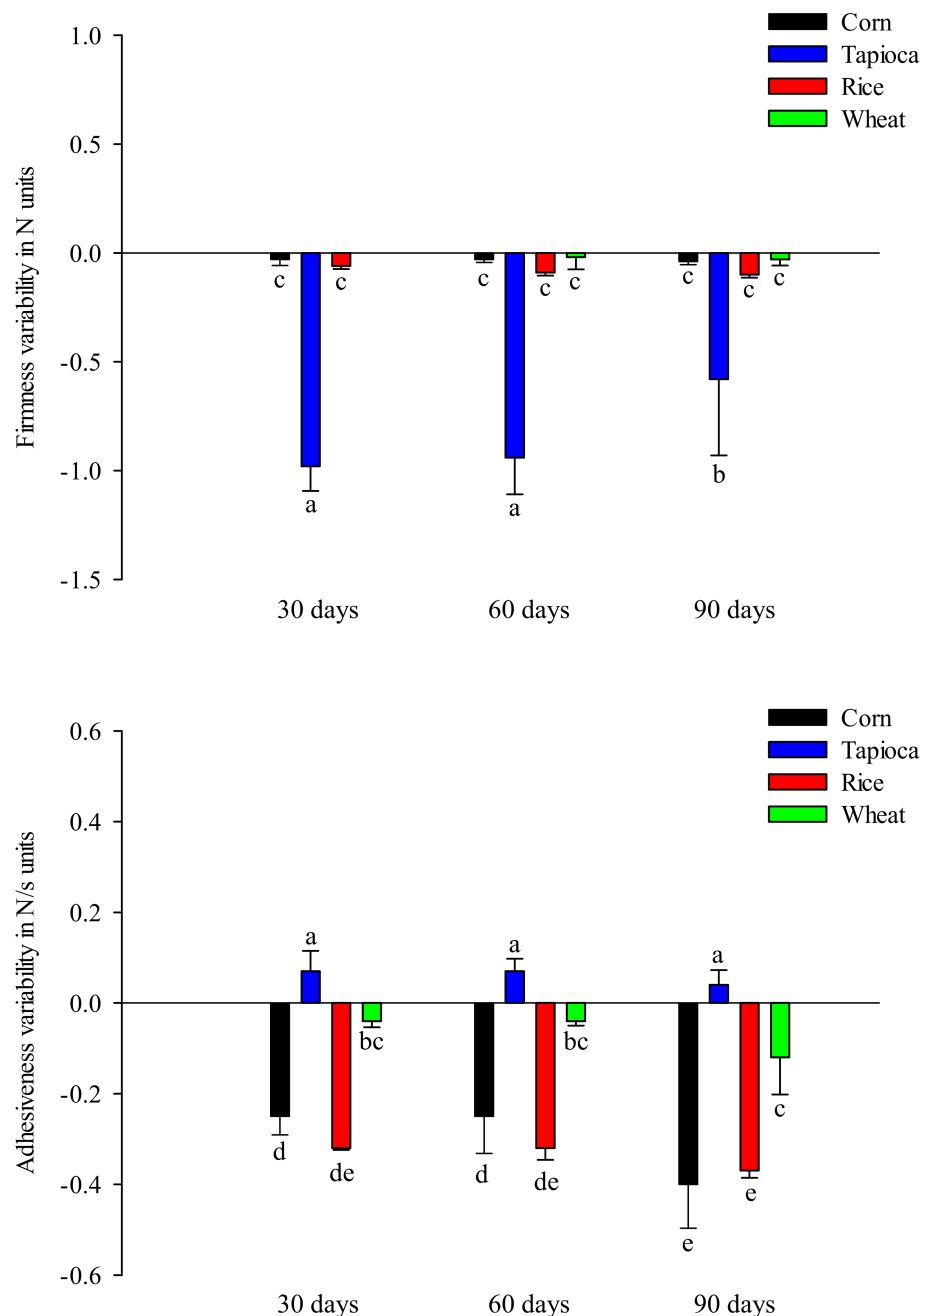 Corn
Tapioca
Rice
Wheat
Firmness variability in N units
1.0
0.5
0.0
-0.5
-1.0
-1.5
c
a
c
c
a
c
c
c
b
c
c
30 days
60 days
90 days
Corn
Tapioca
Rice
Wheat
Adhesiveness variability in N/s units
0.6
0.4
0.2
0.0
-0.2
-0.4
-0.6
a
a
a
bc
bc
c
d
de
d
de
e
e
30 days
60 days
90 days